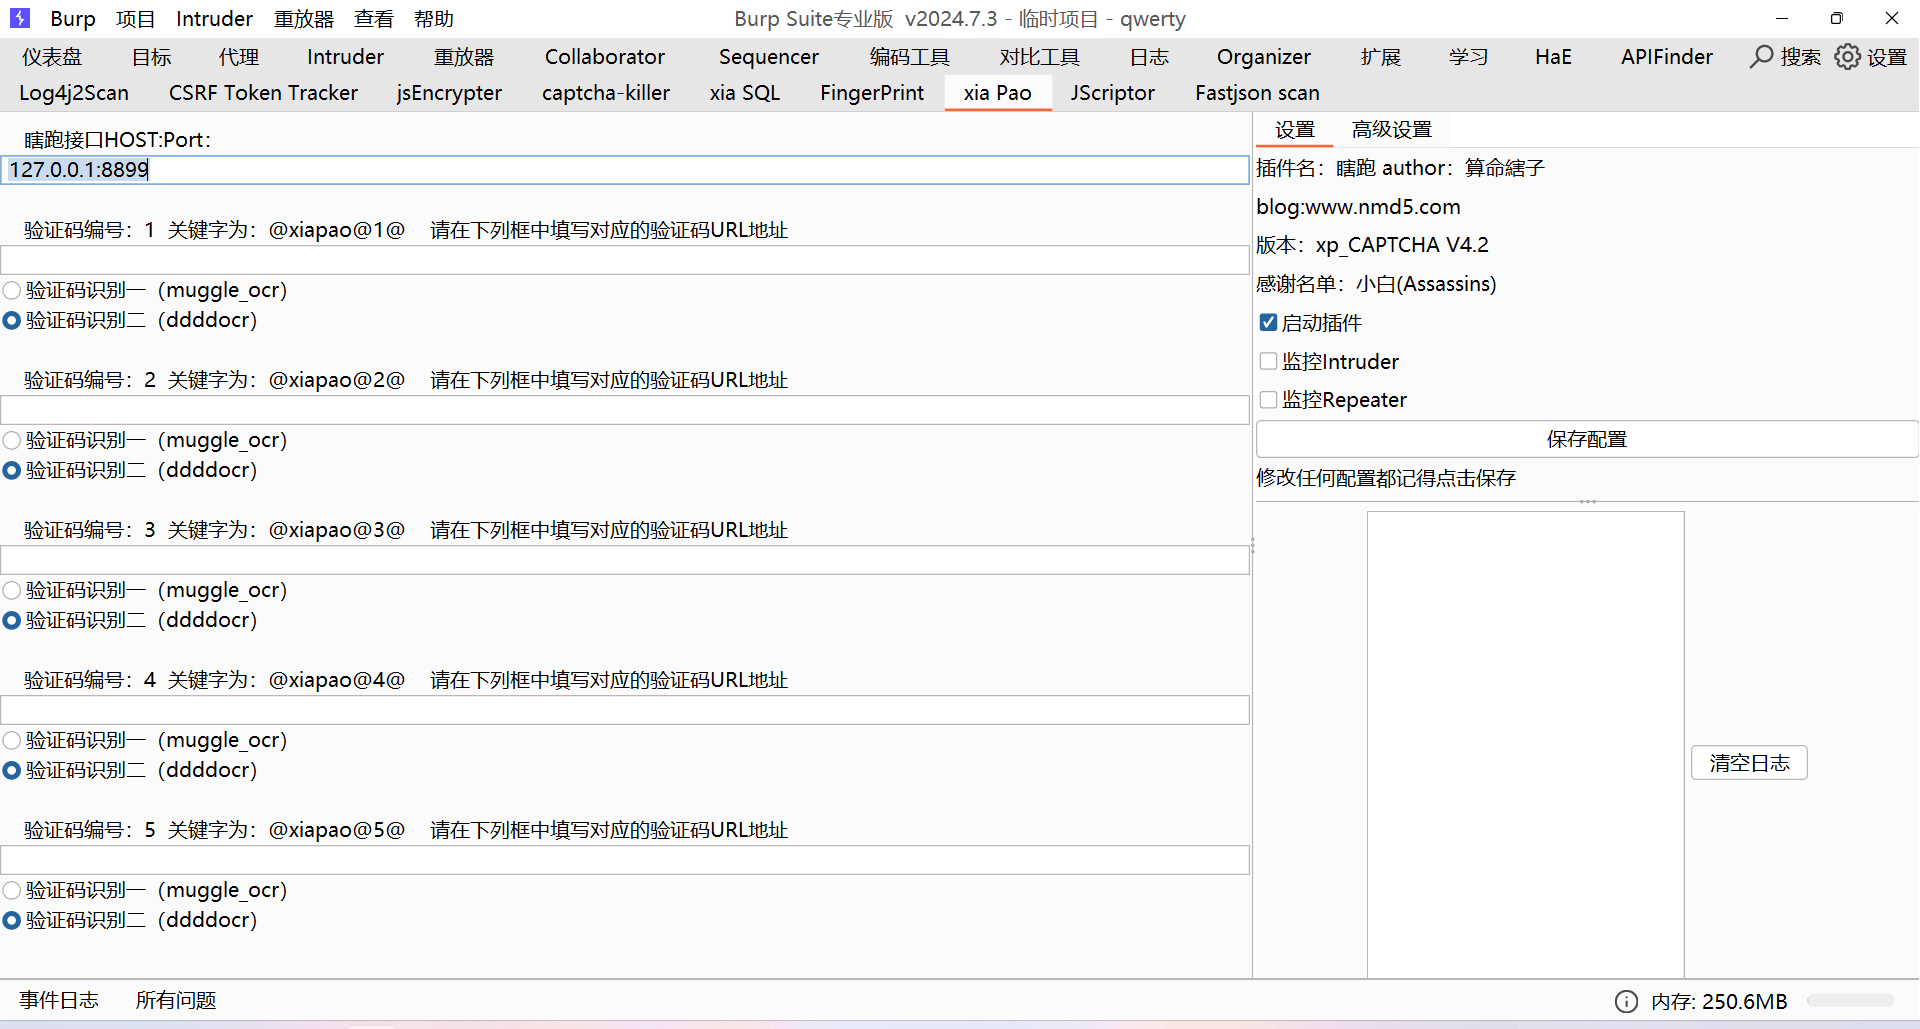 Burp 项目 Intruder 重放器 查看 帮助 Burp Suite专业版 v2024.7.3 - 临时项目 - qwerty
仪表盘 目标 代理 Intruder 重放器 Collaborator Sequencer 编码工具 对比工具 日志 Organizer 扩展 学习 HaE APIFinder 搜索 设置
Log4j2Scan CSRF Token Tracker jsEncrypter captcha-killer xia SQL FingerPrint xia Pao JScriptor Fastjson scan
瞎跑接口HOST:Port：
127.0.0.1:8899
验证码编号：1 关键字为：@xiapao@1@ 请在下列框中填写对应的验证码URL地址
验证码识别一（muggle_ocr）
验证码识别二（ddddocr）
验证码编号：2 关键字为：@xiapao@2@ 请在下列框中填写对应的验证码URL地址
验证码识别一（muggle_ocr）
验证码识别二（ddddocr）
验证码编号：3 关键字为：@xiapao@3@ 请在下列框中填写对应的验证码URL地址
验证码识别一（muggle_ocr）
验证码识别二（ddddocr）
验证码编号：4 关键字为：@xiapao@4@ 请在下列框中填写对应的验证码URL地址
验证码识别一（muggle_ocr）
验证码识别二（ddddocr）
验证码编号：5 关键字为：@xiapao@5@ 请在下列框中填写对应的验证码URL地址
验证码识别一（muggle_ocr）
验证码识别二（ddddocr）
设置 高级设置
插件名：瞎跑 author：算命縖子
blog:www.nmd5.com
版本：xp_CAPTCHA V4.2
感谢名单：小白(Assassins)
启动插件
监控Intruder
监控Repeater
保存配置
修改任何配置都记得点击保存
清空日志
事件日志 所有问题 内存: 250.6MB